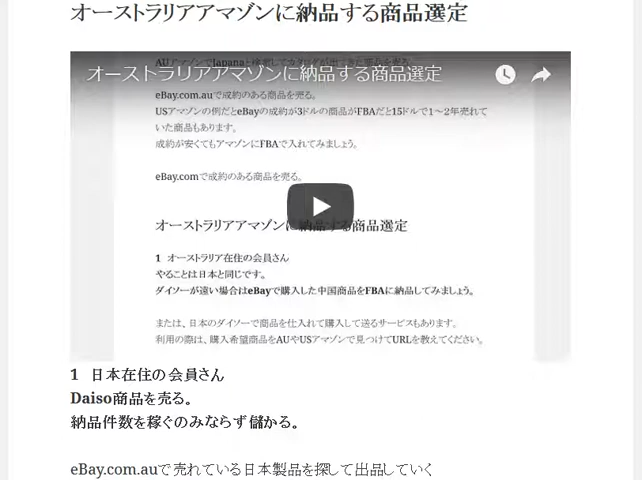 オーストラリアアマゾンに納品する商品選定
オーストラリアアマゾンに納品する商品選定
eBay.com.auで成約のある商品を売る。
USアマゾンの例だとeBayの成約が3ドルの商品がFBAだと15ドルで1〜2年売れて
いた商品もあります。
成約が安くてもアマゾンにFBAで入れてみましょう。
eBay.comで成約のある商品を売る。
オーストラリアアマゾンに納品する商品選定
1 オーストラリア在住の会員さん
やることは日本と同じです。
ダイソーが遠い場合はeBayで購入した中国商品をFBAに納品してみましょう。
または、日本のダイソーで商品を仕入れて購入して送るサービスもあります。
利用の際は、購入希望商品をAUやUSアマゾンで見つけてURLを教えてください。
1 日本在住の会員さん
Daiso商品を売る。
納品件数を稼ぐのみならず儲かる。
eBay.com.auで売れている日本製品を探して出品していく